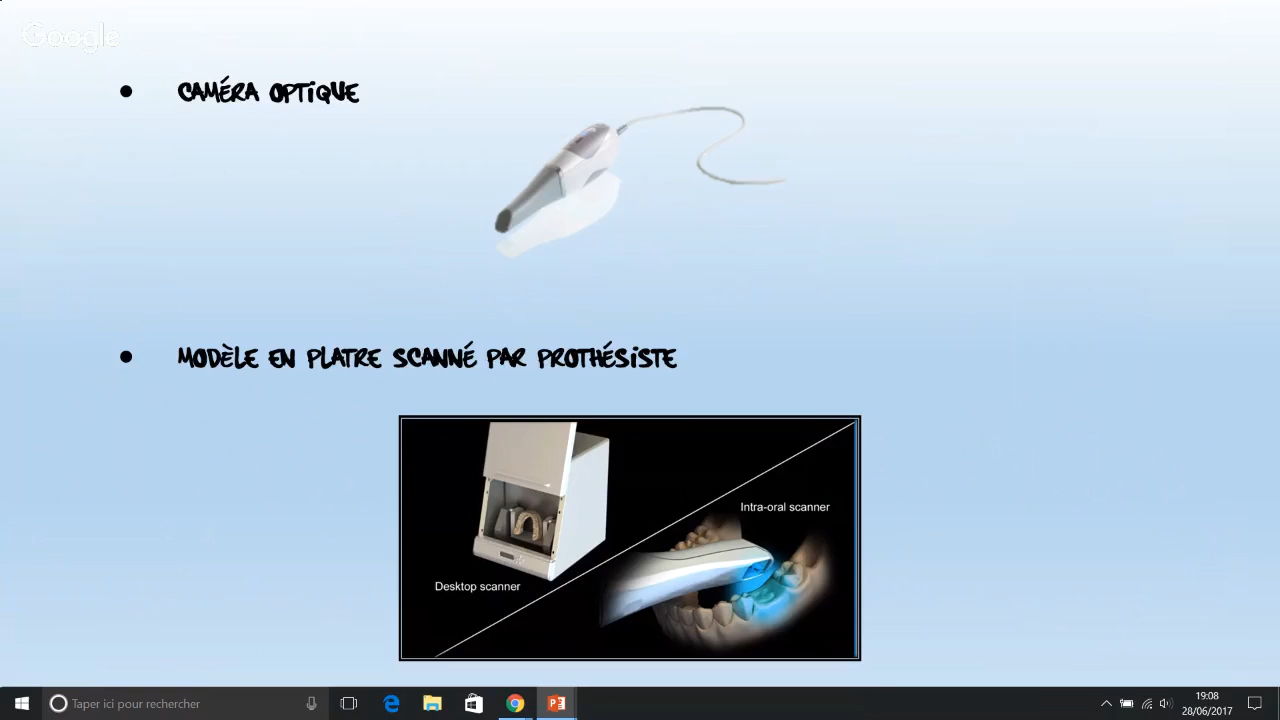 Google
CAMÉRA OPTIQUE
MODÈLE EN PLATRE SCANNÉ PAR PROTHÉSISTE
Intra-oral scanner
Desktop scanner
Taper ici pour rechercher
19:08
28/06/2017